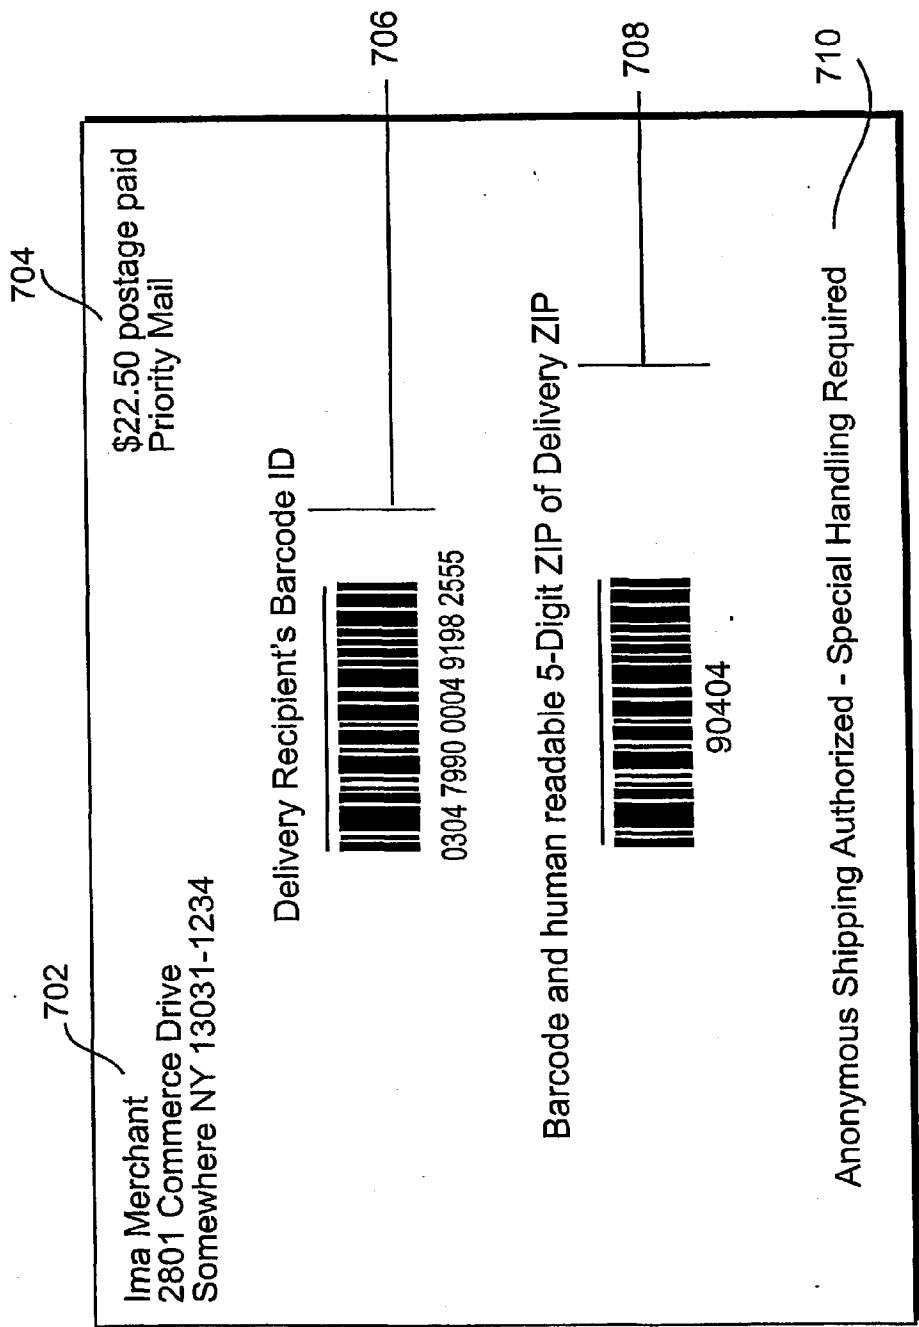 702
704
Ima Merchant
2801 Commerce Drive
Somewhere NY 13031-1234
$22.50 postage paid
Priority Mail
Delivery Recipient's Barcode ID
706
0304 7990 0004 9198 2555
Barcode and human readable 5-Digit ZIP of Delivery ZIP
708
90404
Anonymous Shipping Authorized - Special Handling Required
710